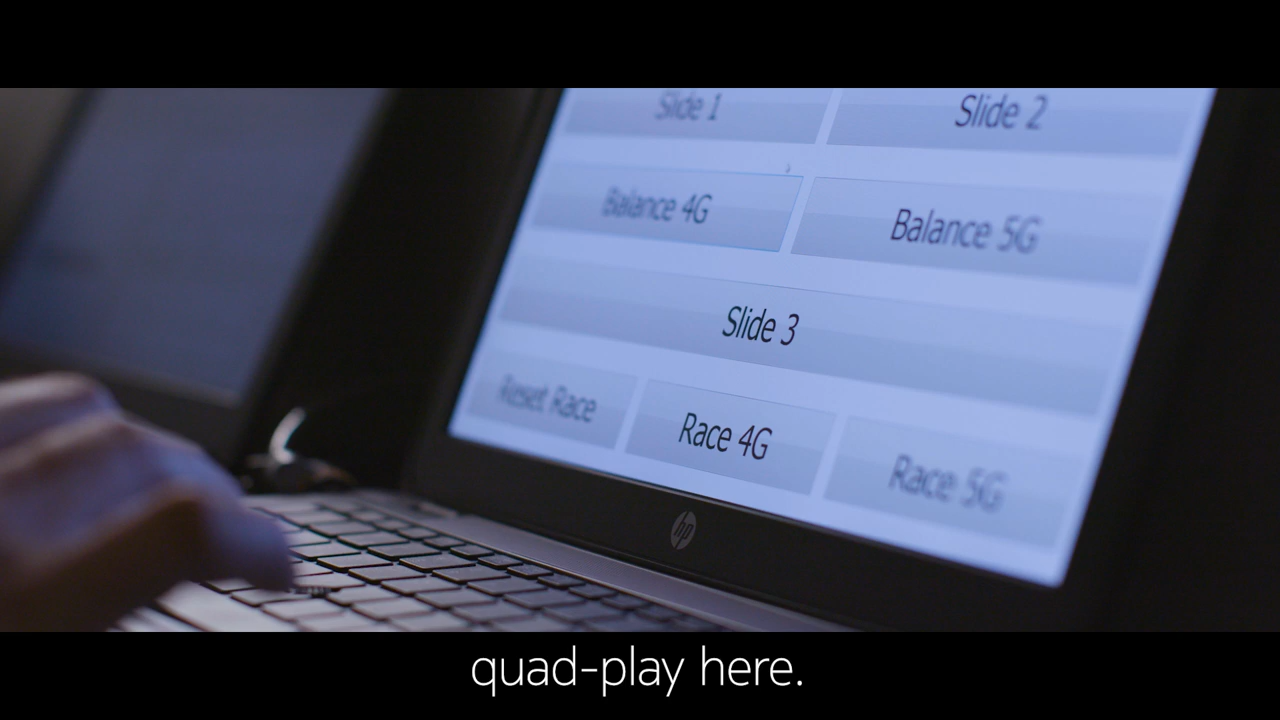 Slide 1 Slide 2
Balance 4G Balance 5G
Slide 3
Reset Race Race 4G Race 5G
hp
quad-play here.